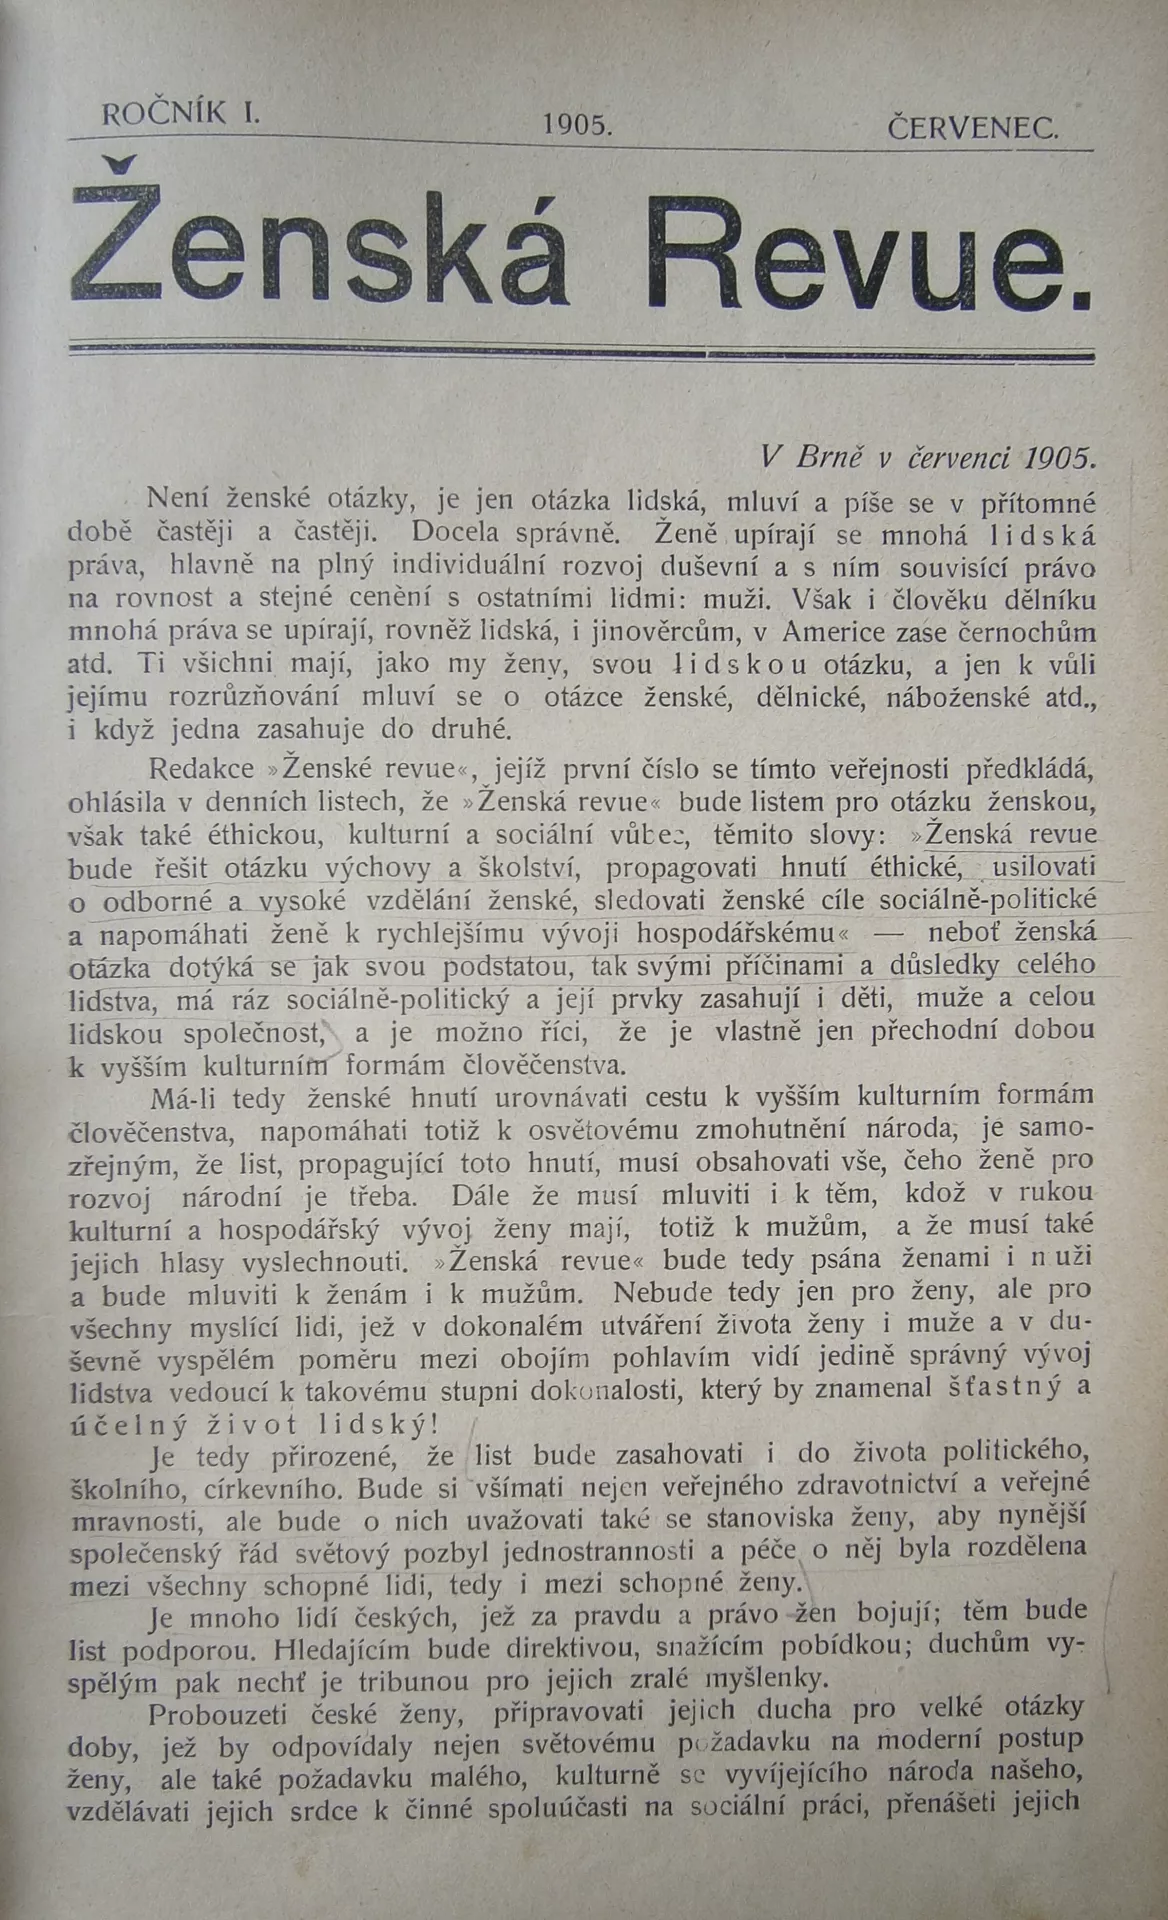 ROČNÍK I. 1905. ČERVENEC.
Ženská Revue.
V Brně v červenci 1905.
Není ženské otázky, je jen otázka lidská, mluví a píše se v přítomné
době častěji a častěji. Docela správně. Ženě upírají se mnohá lidská
práva, hlavně na plný individuální rozvoj duševní a s ním souvisící právo
na rovnost a stejné cenění s ostatními lidmi: muži. Však i člověku dělníku
mnohá práva se upírají, rovněž lidská, i jinověrcům, v Americe zase černochům
atd. Ti všichni mají, jako my ženy, svou lidskou otázku, a jen k vůli
jejímu rozrůzňování mluví se o otázce ženské, dělnické, náboženské atd.,
i když jedna zasahuje do druhé.
Redakce »Ženské revue«, jejíž první číslo se tímto veřejnosti předkládá,
ohlásila v denních listech, že »Ženská revue« bude listem pro otázku ženskou,
však také éthickou, kulturní a sociální vůbec, těmito slovy: »Ženská revue
bude řešit otázku výchovy a školství, propagovati hnutí éthické, usilovati
o odborné a vysoké vzdělání ženské, sledovati ženské cíle sociálně-politické
a napomáhati ženě k rychlejšímu vývoji hospodářskému« — neboť ženská
otázka dotýká se jak svou podstatou, tak svými příčinami a důsledky celého
lidstva, má ráz sociálně-politický a její prvky zasahují i děti, muže a celou
lidskou společnost, a je možno říci, že je vlastně jen přechodní dobou
k vyšším kulturním formám člověčenstva.
Má-li tedy ženské hnutí urovnávati cestu k vyšším kulturním formám
člověčenstva, napomáhati totiž k osvětovému zmohutnění národa, je samo-
zřejným, že list, propagující toto hnutí, musí obsahovati vše, čeho ženě pro
rozvoj národní je třeba. Dále že musí mluviti i k těm, kdož v rukou
kulturní a hospodářský vývoj ženy mají, totiž k mužům, a že musí také
jejich hlasy vyslechnouti. »Ženská revue« bude tedy psána ženami i muži
a bude mluviti k ženám i k mužům. Nebude tedy jen pro ženy, ale pro
všechny myslící lidi, jež v dokonalém utváření života ženy i muže a v du-
ševně vyspělém poměru mezi obojím pohlavím vidí jedině správný vývoj
lidstva vedoucí k takovému stupni dokonalosti, který by znamenal šťastný a
účelný život lidský!
Je tedy přirozené, že list bude zasahovati i do života politického,
školního, církevního. Bude si všímati nejen veřejného zdravotnictví a veřejné
mravnosti, ale bude o nich uvažovati také se stanoviska ženy, aby nynější
společenský řád světový pozbyl jednostrannosti a péče o něj byla rozdělena
mezi všechny schopné lidi, tedy i mezi schopné ženy.
Je mnoho lidí českých, jež za pravdu a právo žen bojují; těm bude
list podporou. Hledajícím bude direktivou, snažícím pobídkou; duchům vy-
spělým pak nechť je tribunou pro jejich zralé myšlenky.
Probouzeti české ženy, připravovati jejich ducha pro velké otázky
doby, jež by odpovídaly nejen světovému požadavku na moderní postup
ženy, ale také požadavku malého, kulturně se vyvíjejícího národa našeho,
vzdělávati jejich srdce k činné spoluúčasti na sociální práci, přenášeti jejich